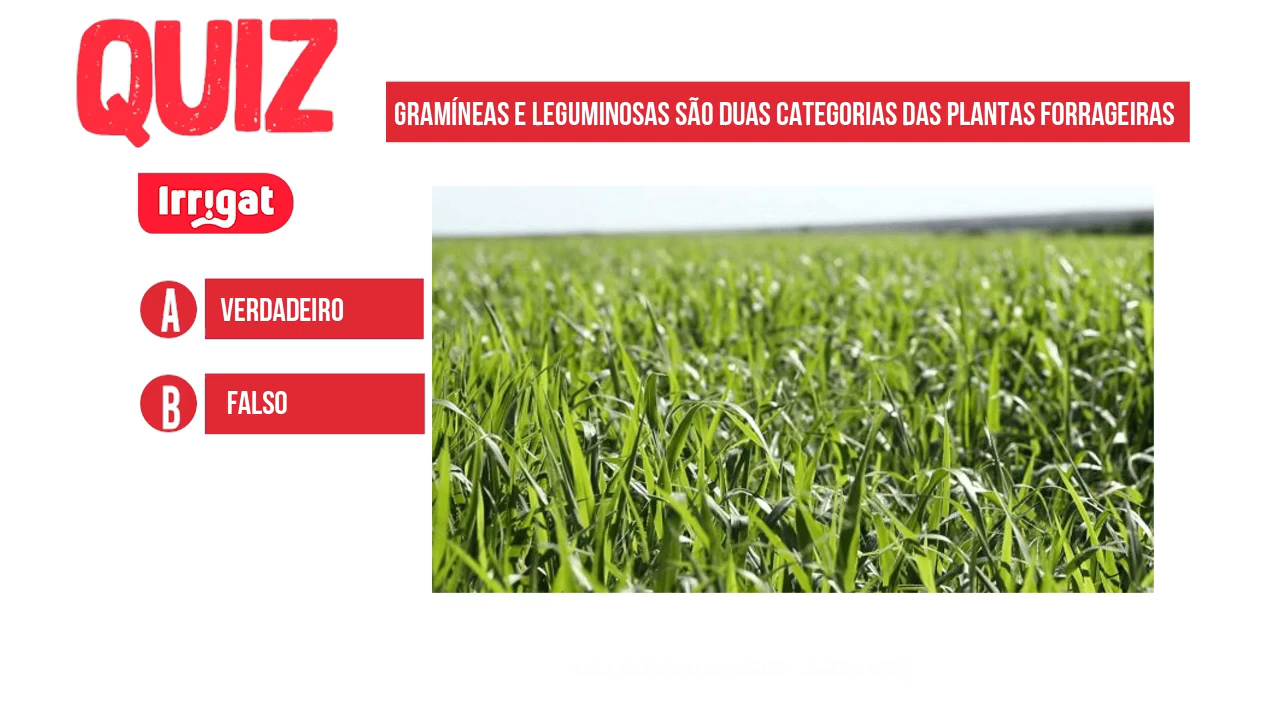 QUIZ
GRAMÍNEAS E LEGUMINOSAS SÃO DUAS CATEGORIAS DAS PLANTAS FORRAGEIRAS
Irrigat
A VERDADEIRO
B FALSO